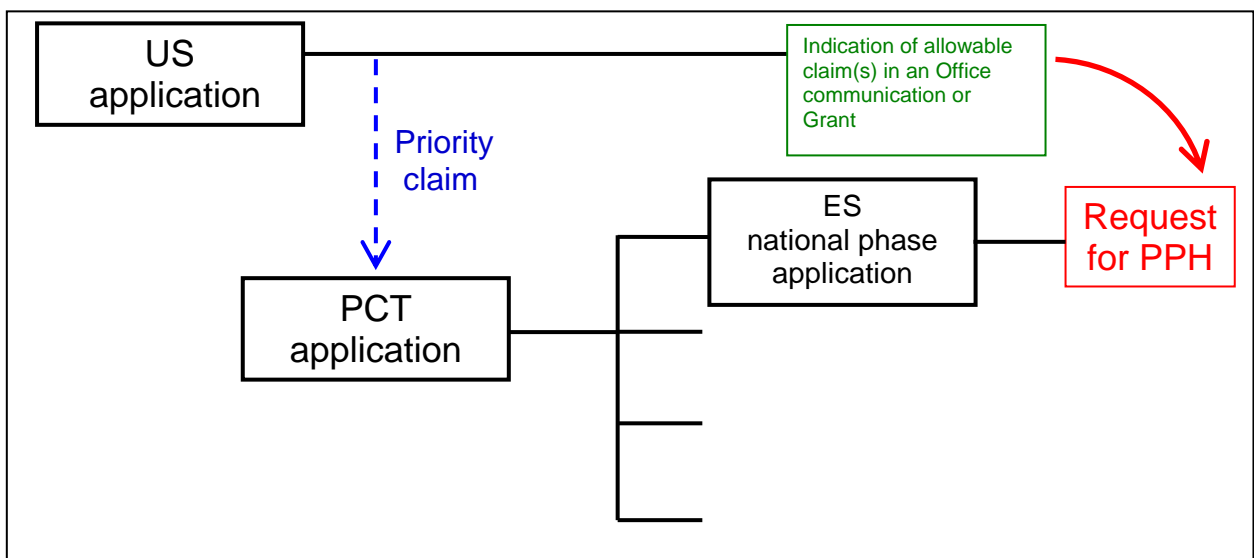 US
application
Indication of allowable
claim(s) in an Office
communication or
Grant
Priority
claim
ES
national phase
application
Request
for PPH
PCT
application